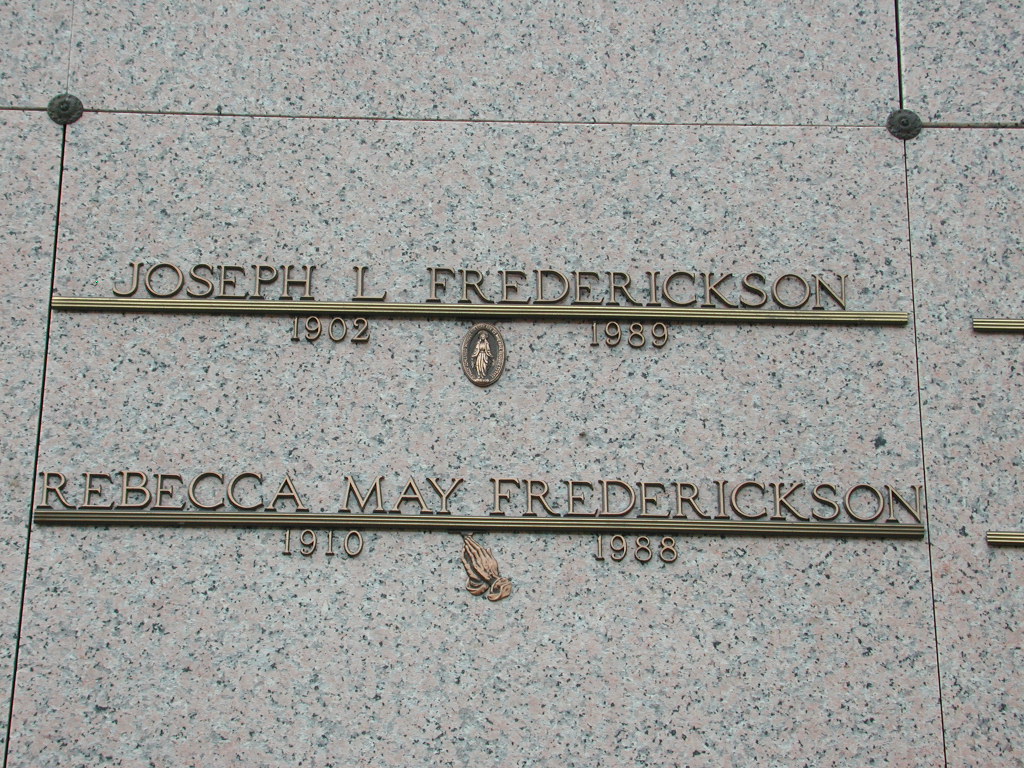 JOSEPH L FREDERICKSON
1902 1989
REBECCA MAY FREDERICKSON
1910 1988